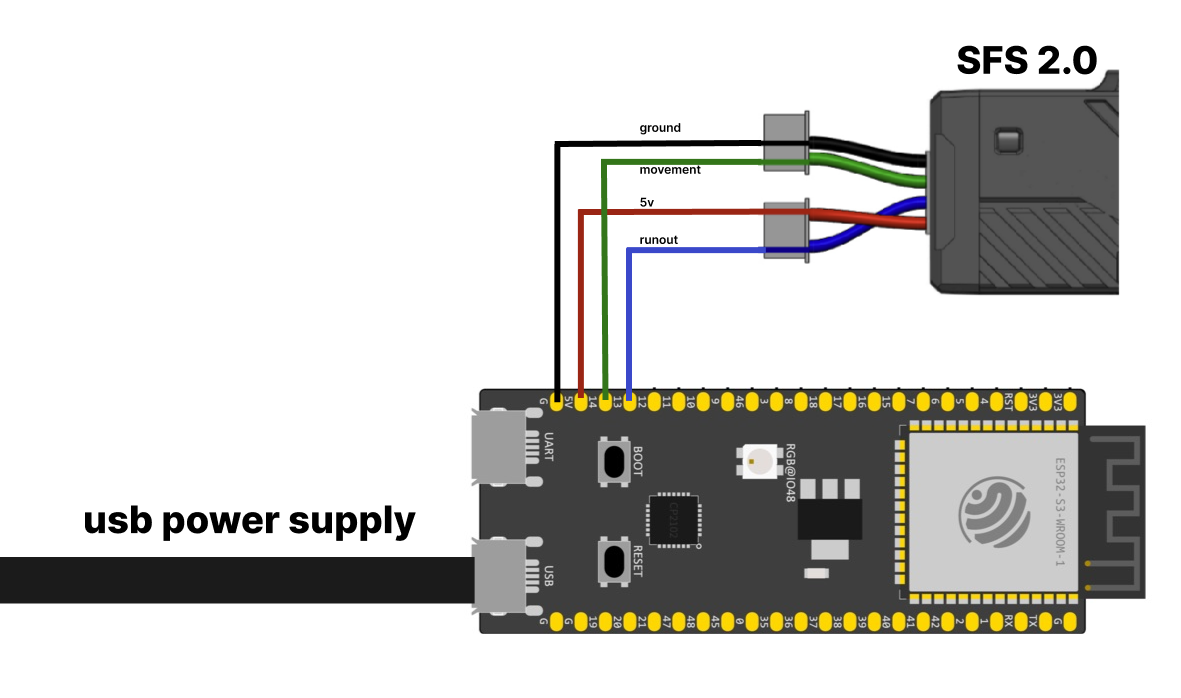 SFS 2.0
ground
movement
5v
runout
G 5V 14 13 12 11 10 9 46 3 8 18 17 16 15 7 6 5 4 RST 3V3 3V3
UART
BOOT
RGB@IO48
ESP32-S3-WROOM-1
CP2102
usb power supply
USB
RESET
G G 19 20 21 47 48 45 0 35 36 37 38 39 40 41 42 2 1 RX TX G